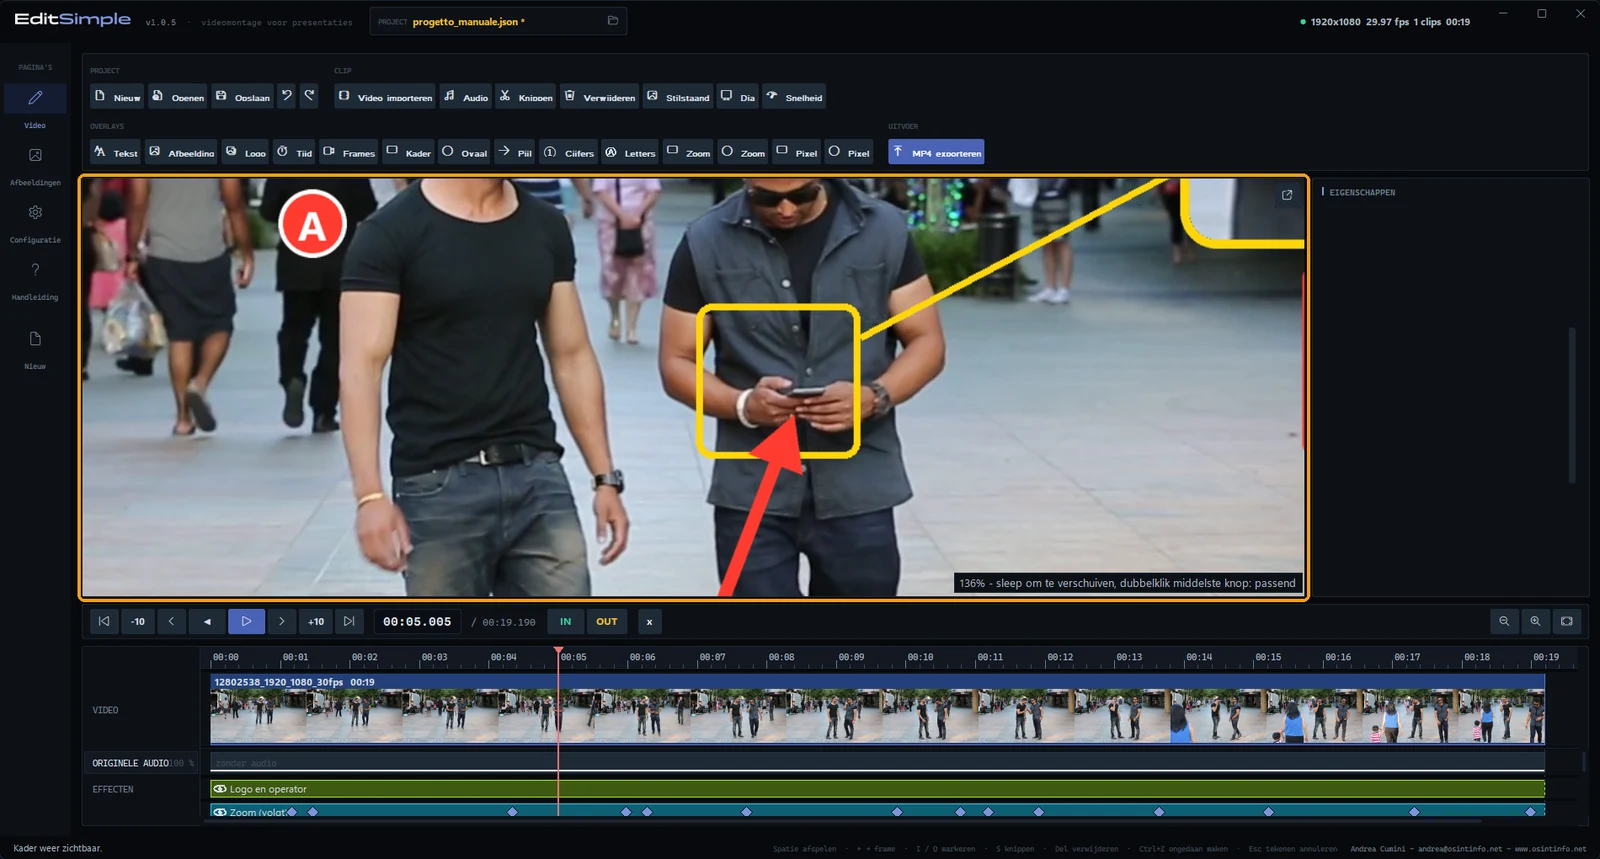 EditSimple v1.0.5 - videomontage voor presentaties
PROJECT progetto_manuale.json *
1920x1080 29.97 fps 1 clips 00:19
PAGINA'S
Video
Afbeeldingen
Configuratie
?
Handleiding
Nieuw
PROJECT
CLIP
Nieuw Openen Opslaan Video importeren Audio Knippen Verwijderen Stilstaand Dia Snelheid
OVERLAYS
UITVOER
Tekst Afbeelding Logo Tijd Frames Kader Ovaal Pijl Cijfers Letters Zoom Zoom Pixel Pixel MP4 exporteren
A
EIGENSCHAPPEN
136% - sleep om te verschuiven, dubbelklik middelste knop: passend
-10 +10 00:05.005 / 00:19.190 IN OUT x
00:00 00:01 00:02 00:03 00:04 00:05 00:06 00:07 00:08 00:09 00:10 00:11 00:12 00:13 00:14 00:15 00:16 00:17 00:18 00:19
12802538_1920_1080_30fps 00:19
VIDEO
ORIGINELE AUDIO 100 % zonder audio
EFFECTEN Logo en operator
Zoom (volgt
Kader weer zichtbaar.
Spatie afspelen · ← → frame · I / O markeren · S knippen · Del verwijderen · Ctrl+Z ongedaan maken · Esc tekenen annuleren Andrea Cumini - andrea@osintinfo.net - www.osintinfo.net